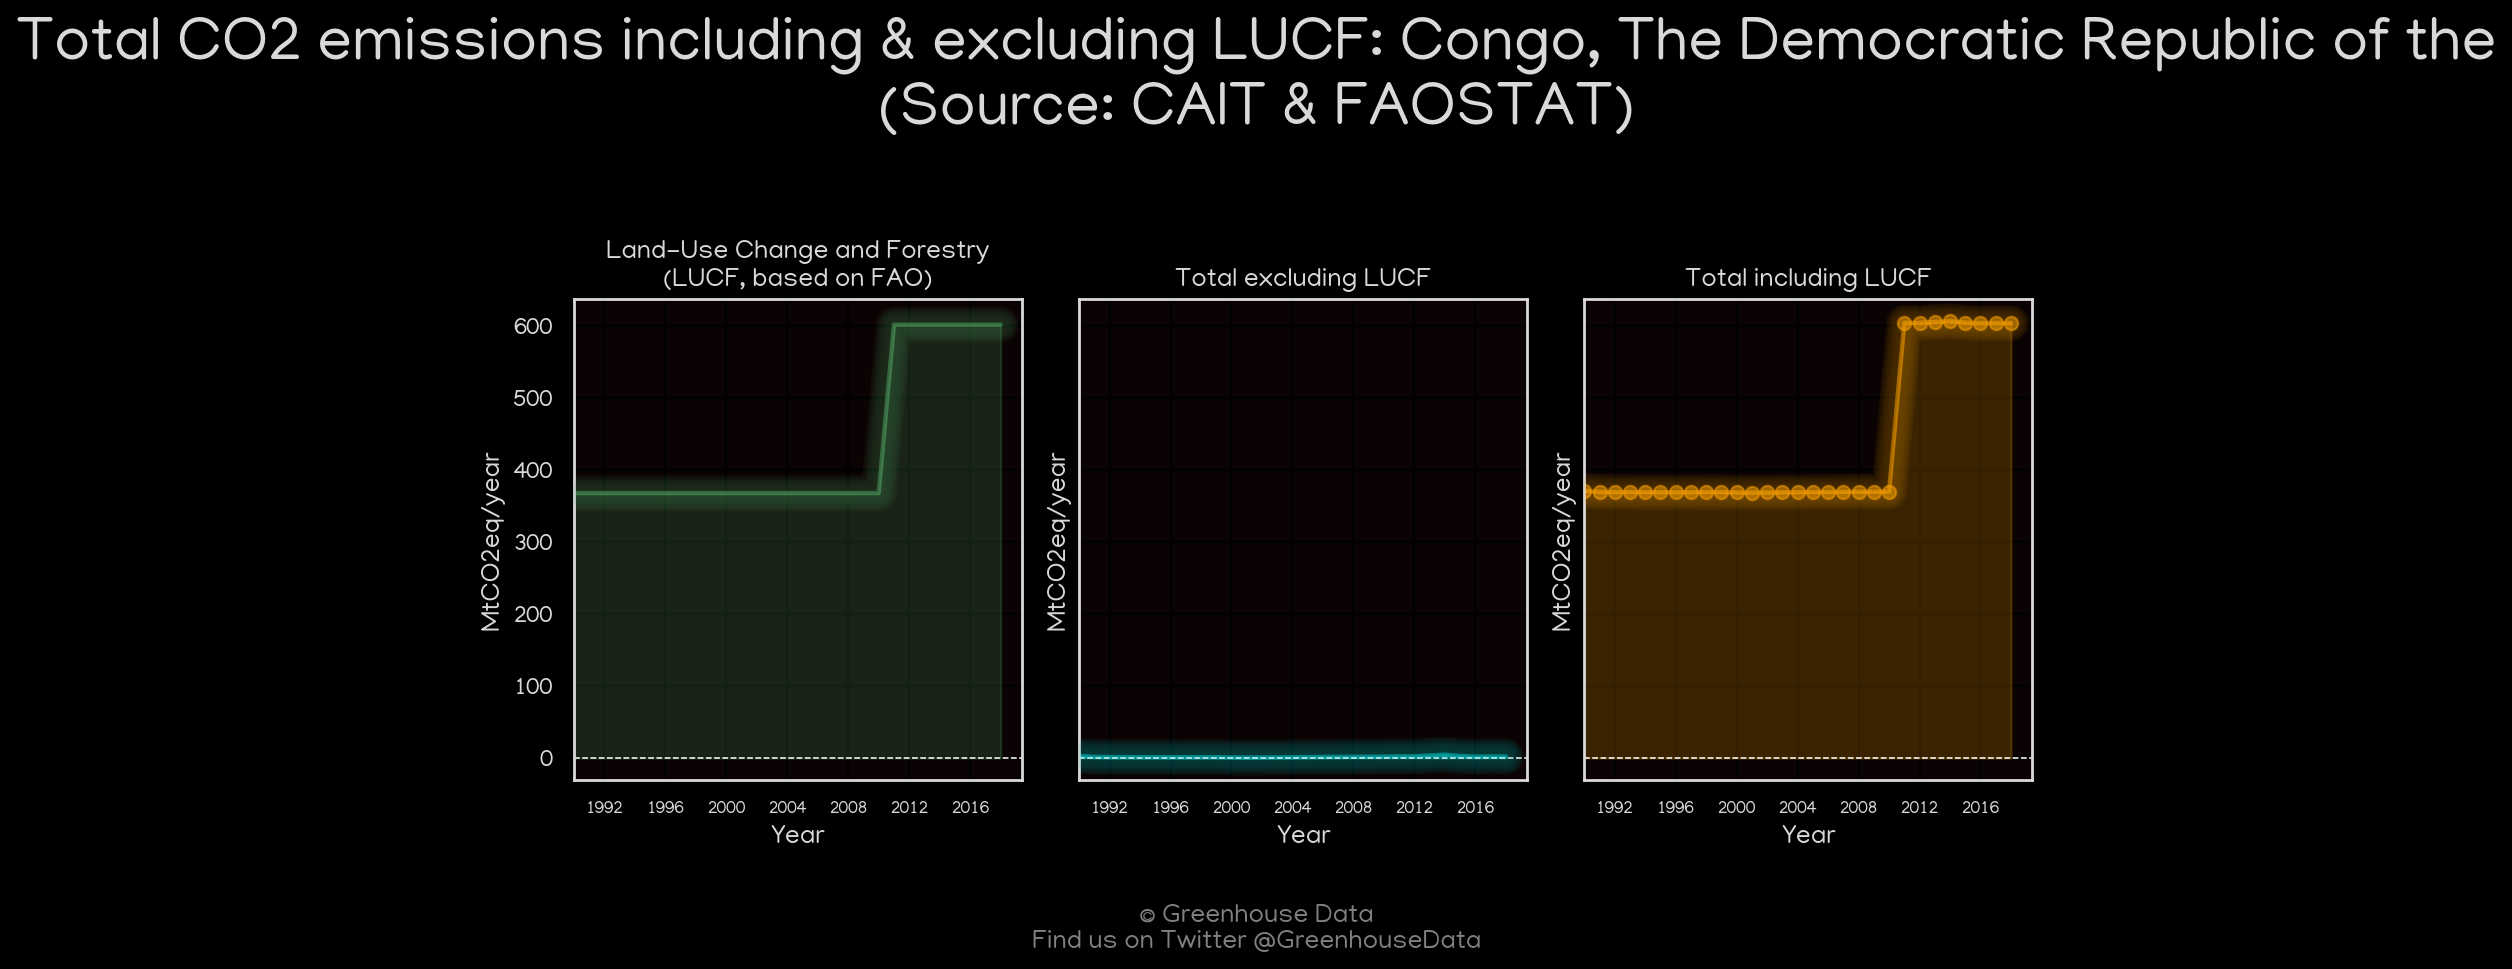 Total CO2 emissions including & excluding LUCF: Congo, The Democratic Republic of the
(Source: CAIT & FAOSTAT)
Land-Use Change and Forestry
(LUCF, based on FAO)
Total excluding LUCF
Total including LUCF
600
500
400
300
200
100
0
MtCO2eq/year
MtCO2eq/year
MtCO2eq/year
1992 1996 2000 2004 2008 2012 2016
1992 1996 2000 2004 2008 2012 2016
1992 1996 2000 2004 2008 2012 2016
Year
Year
Year
© Greenhouse Data
Find us on Twitter @GreenhouseData